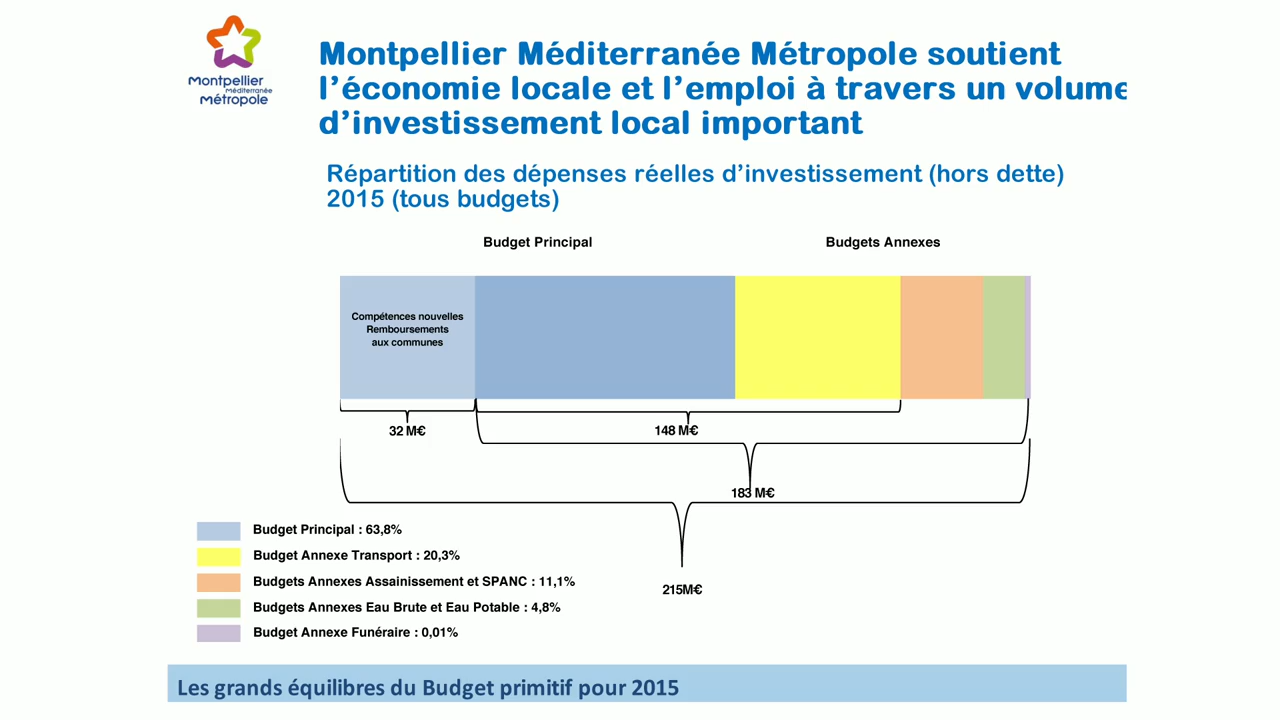 Montpellier
Méditerranée
Métropole
Montpellier Méditerranée Métropole soutient
l'économie locale et l'emploi à travers un volume
d'investissement local important
Répartition des dépenses réelles d'investissement (hors dette)
2015 (tous budgets)
Budget Principal
Budgets Annexes
Compétences nouvelles
Remboursements
aux communes
32 M€
148 M€
183 M€
215M€
Budget Principal : 63,8%
Budget Annexe Transport : 20,3%
Budgets Annexes Assainissement et SPANC : 11,1%
Budgets Annexes Eau Brute et Eau Potable : 4,8%
Budget Annexe Funéraire : 0,01%
Les grands équilibres du Budget primitif pour 2015